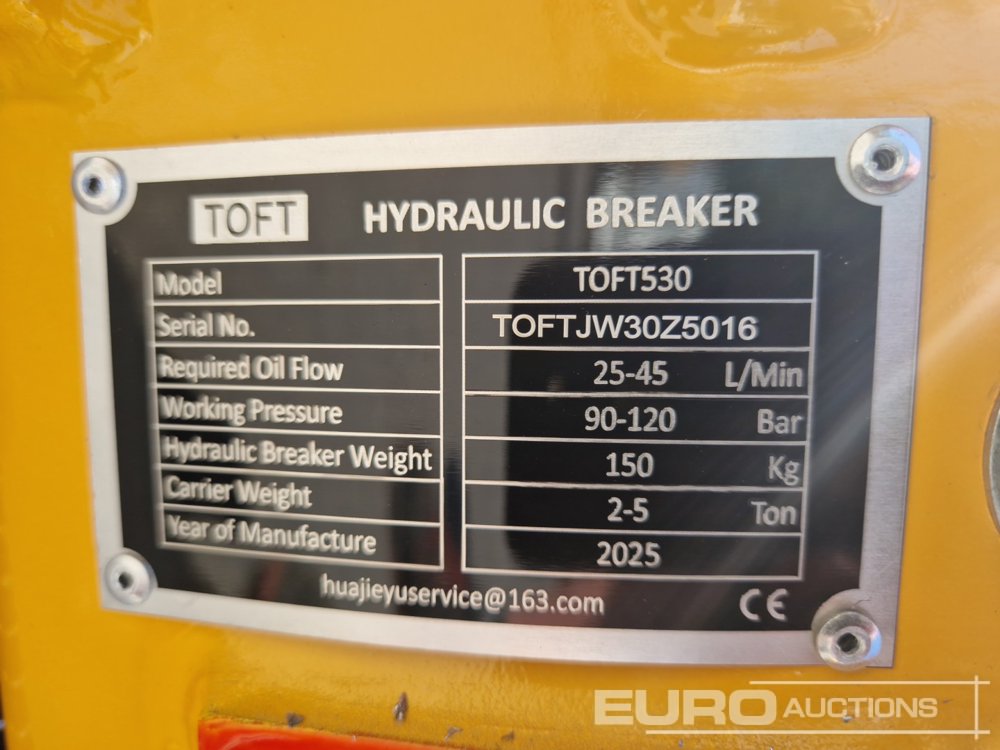 TOFT HYDRAULIC BREAKER
Model TOFT530
Serial No. TOFTJW30Z5016
Required Oil Flow 25-45 L/Min
Working Pressure 90-120 Bar
Hydraulic Breaker Weight 150 Kg
Carrier Weight 2-5 Ton
Year of Manufacture 2025
huajieyuservice@163.com CE
EURO AUCTIONS